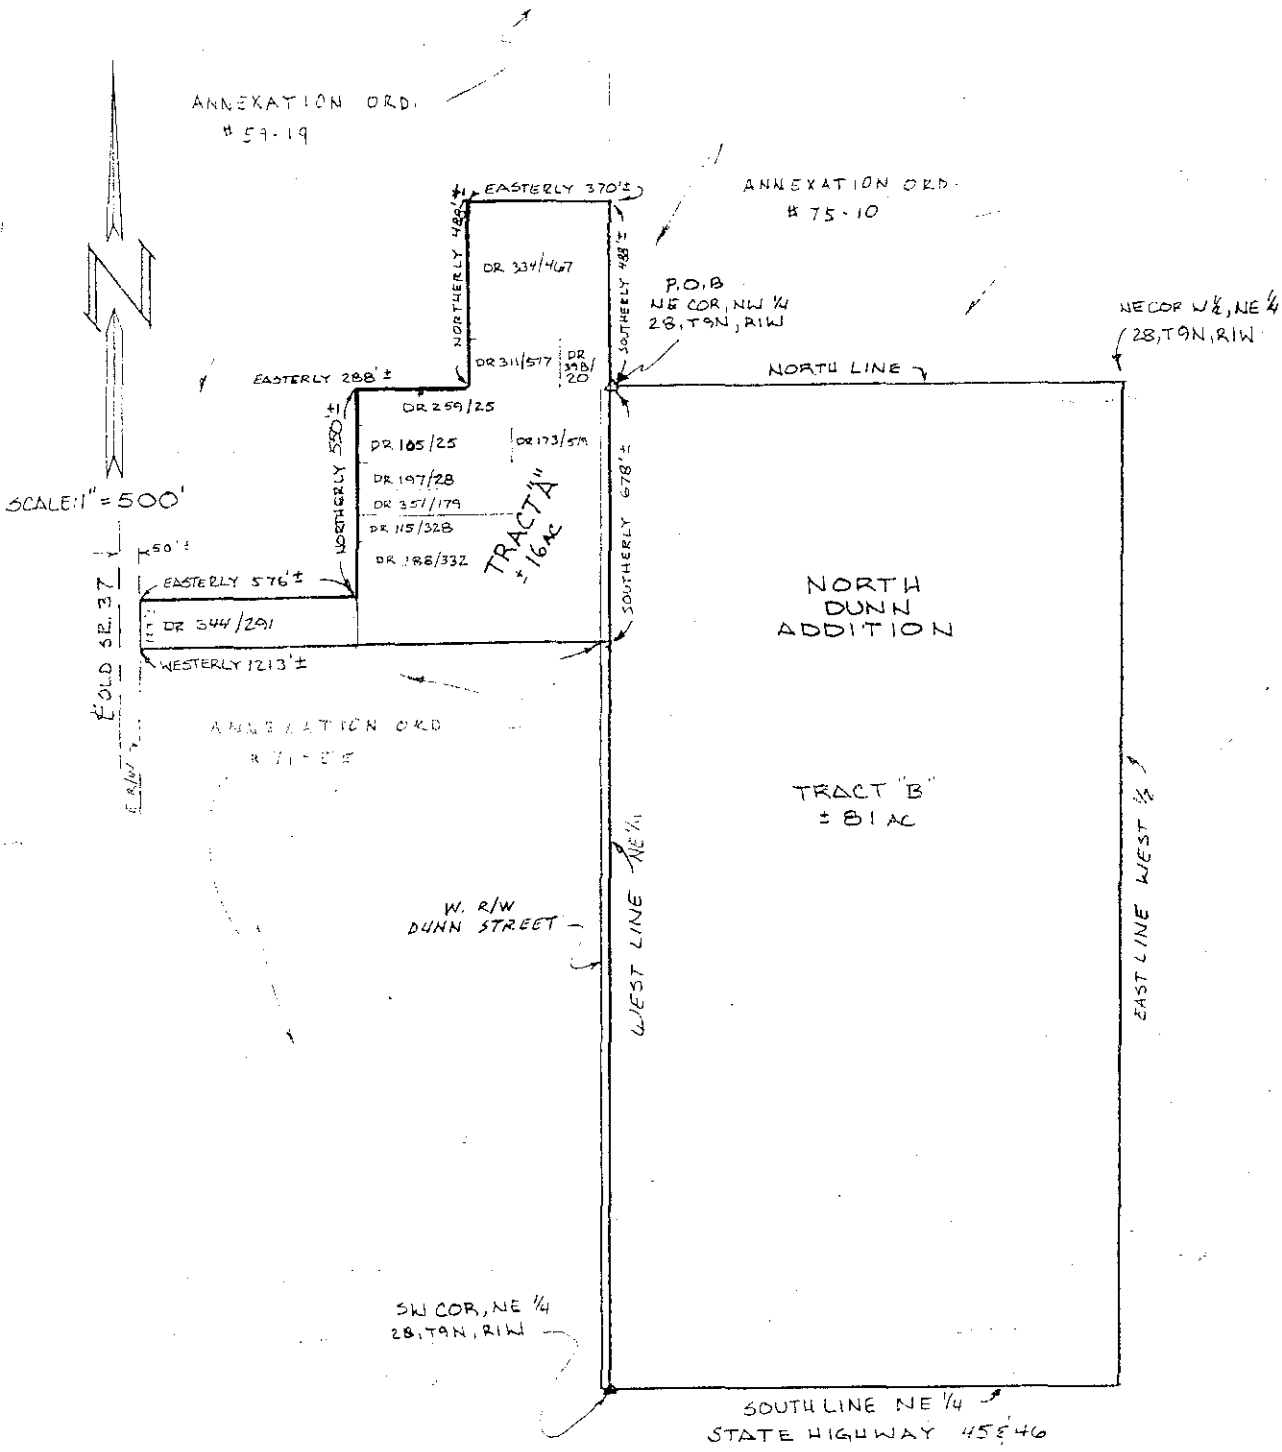 ANNEXATION ORD.
# 59-19
ANNEXATION ORD.
# 75-10
EASTERLY 370'±
NORTHERLY 488'±
SOUTHERLY 488'±
DR 334/467
P.O.B
NE COR, NW 1/4
28, T9N, R1W
NE COR W 1/2, NE 1/4
28, T9N, R1W
DR 311/577
DR
398/
20
NORTH LINE
EASTERLY 288'±
DR 259/25
NORTHERLY 550'±
DR 105/25
DR 173/519
DR 197/28
DR 351/179
DR 115/328
DR 188/332
TRACT "A"
± 16 AC
SOUTHERLY 678'±
N
SCALE: 1" = 500'
50'±
EASTERLY 576'±
DR 344/291
WESTERLY 1213'±
OLD SR. 37
E R/W
NORTH
DUNN
ADDITION
ANNEXATION ORD
TRACT "B"
± 81 AC
WEST LINE NE 1/4
EAST LINE WEST 1/2
W. R/W
DUNN STREET
SW COR, NE 1/4
28, T9N, R1W
SOUTH LINE NE 1/4
STATE HIGHWAY 45 & 46